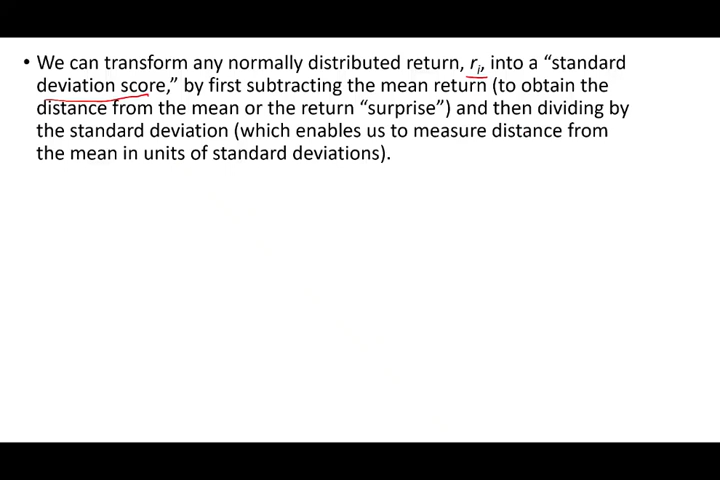 • We can transform any normally distributed return, rᵢ, into a “standard
deviation score,” by first subtracting the mean return (to obtain the
distance from the mean or the return “surprise”) and then dividing by
the standard deviation (which enables us to measure distance from
the mean in units of standard deviations).